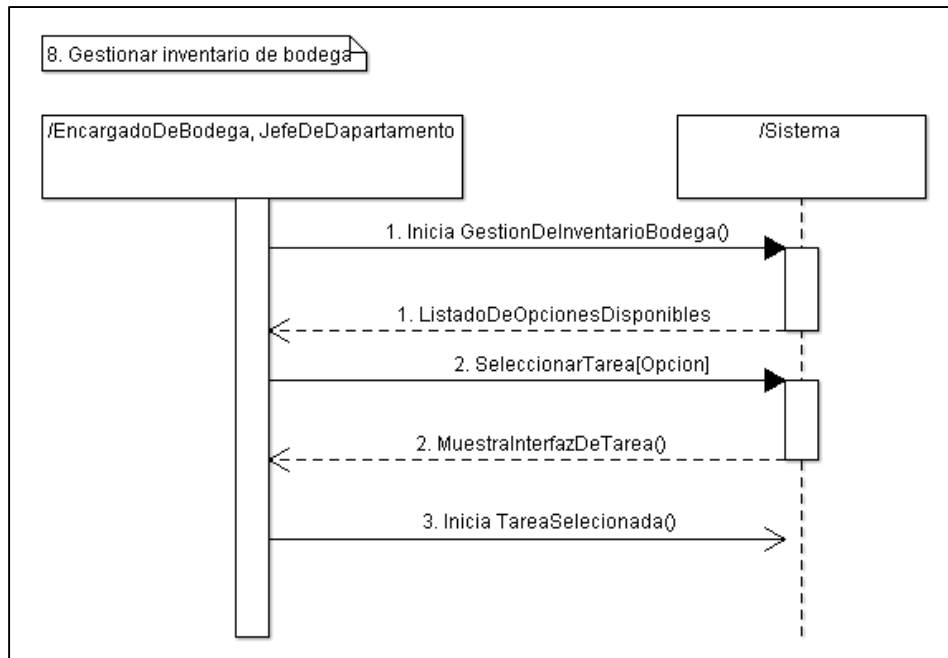 8. Gestionar inventario de bodega
/EncargadoDeBodega, JefeDeDapartamento
/Sistema
1. Inicia GestionDeInventarioBodega()
1. ListadoDeOpcionesDisponibles
2. SeleccionarTarea[Opcion]
2. MuestraInterfazDeTarea()
3. Inicia TareaSelecionada()